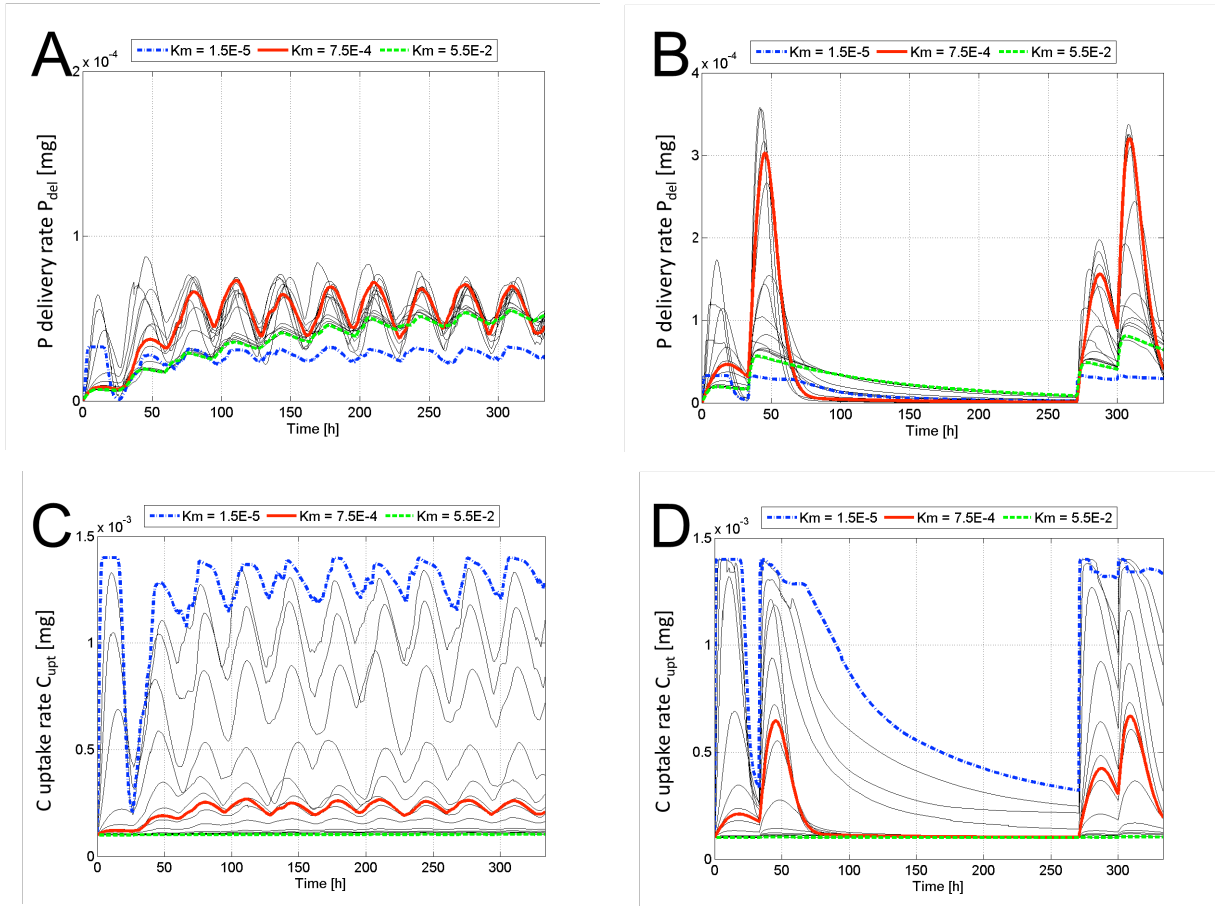 A
Km = 1.5E-5 Km = 7.5E-4 Km = 5.5E-2
x 10⁻⁴
2
1
0
P delivery rate P_del [mg]
0 50 100 150 200 250 300
Time [h]
B
Km = 1.5E-5 Km = 7.5E-4 Km = 5.5E-2
x 10⁻⁴
4
3
2
1
0
P delivery rate P_del [mg]
0 50 100 150 200 250 300
Time [h]
C
Km = 1.5E-5 Km = 7.5E-4 Km = 5.5E-2
x 10⁻³
1.5
1
0.5
0
C uptake rate C_upt [mg]
0 50 100 150 200 250 300
Time [h]
D
Km = 1.5E-5 Km = 7.5E-4 Km = 5.5E-2
x 10⁻³
1.5
1
0.5
0
C uptake rate C_upt [mg]
0 50 100 150 200 250 300
Time [h]